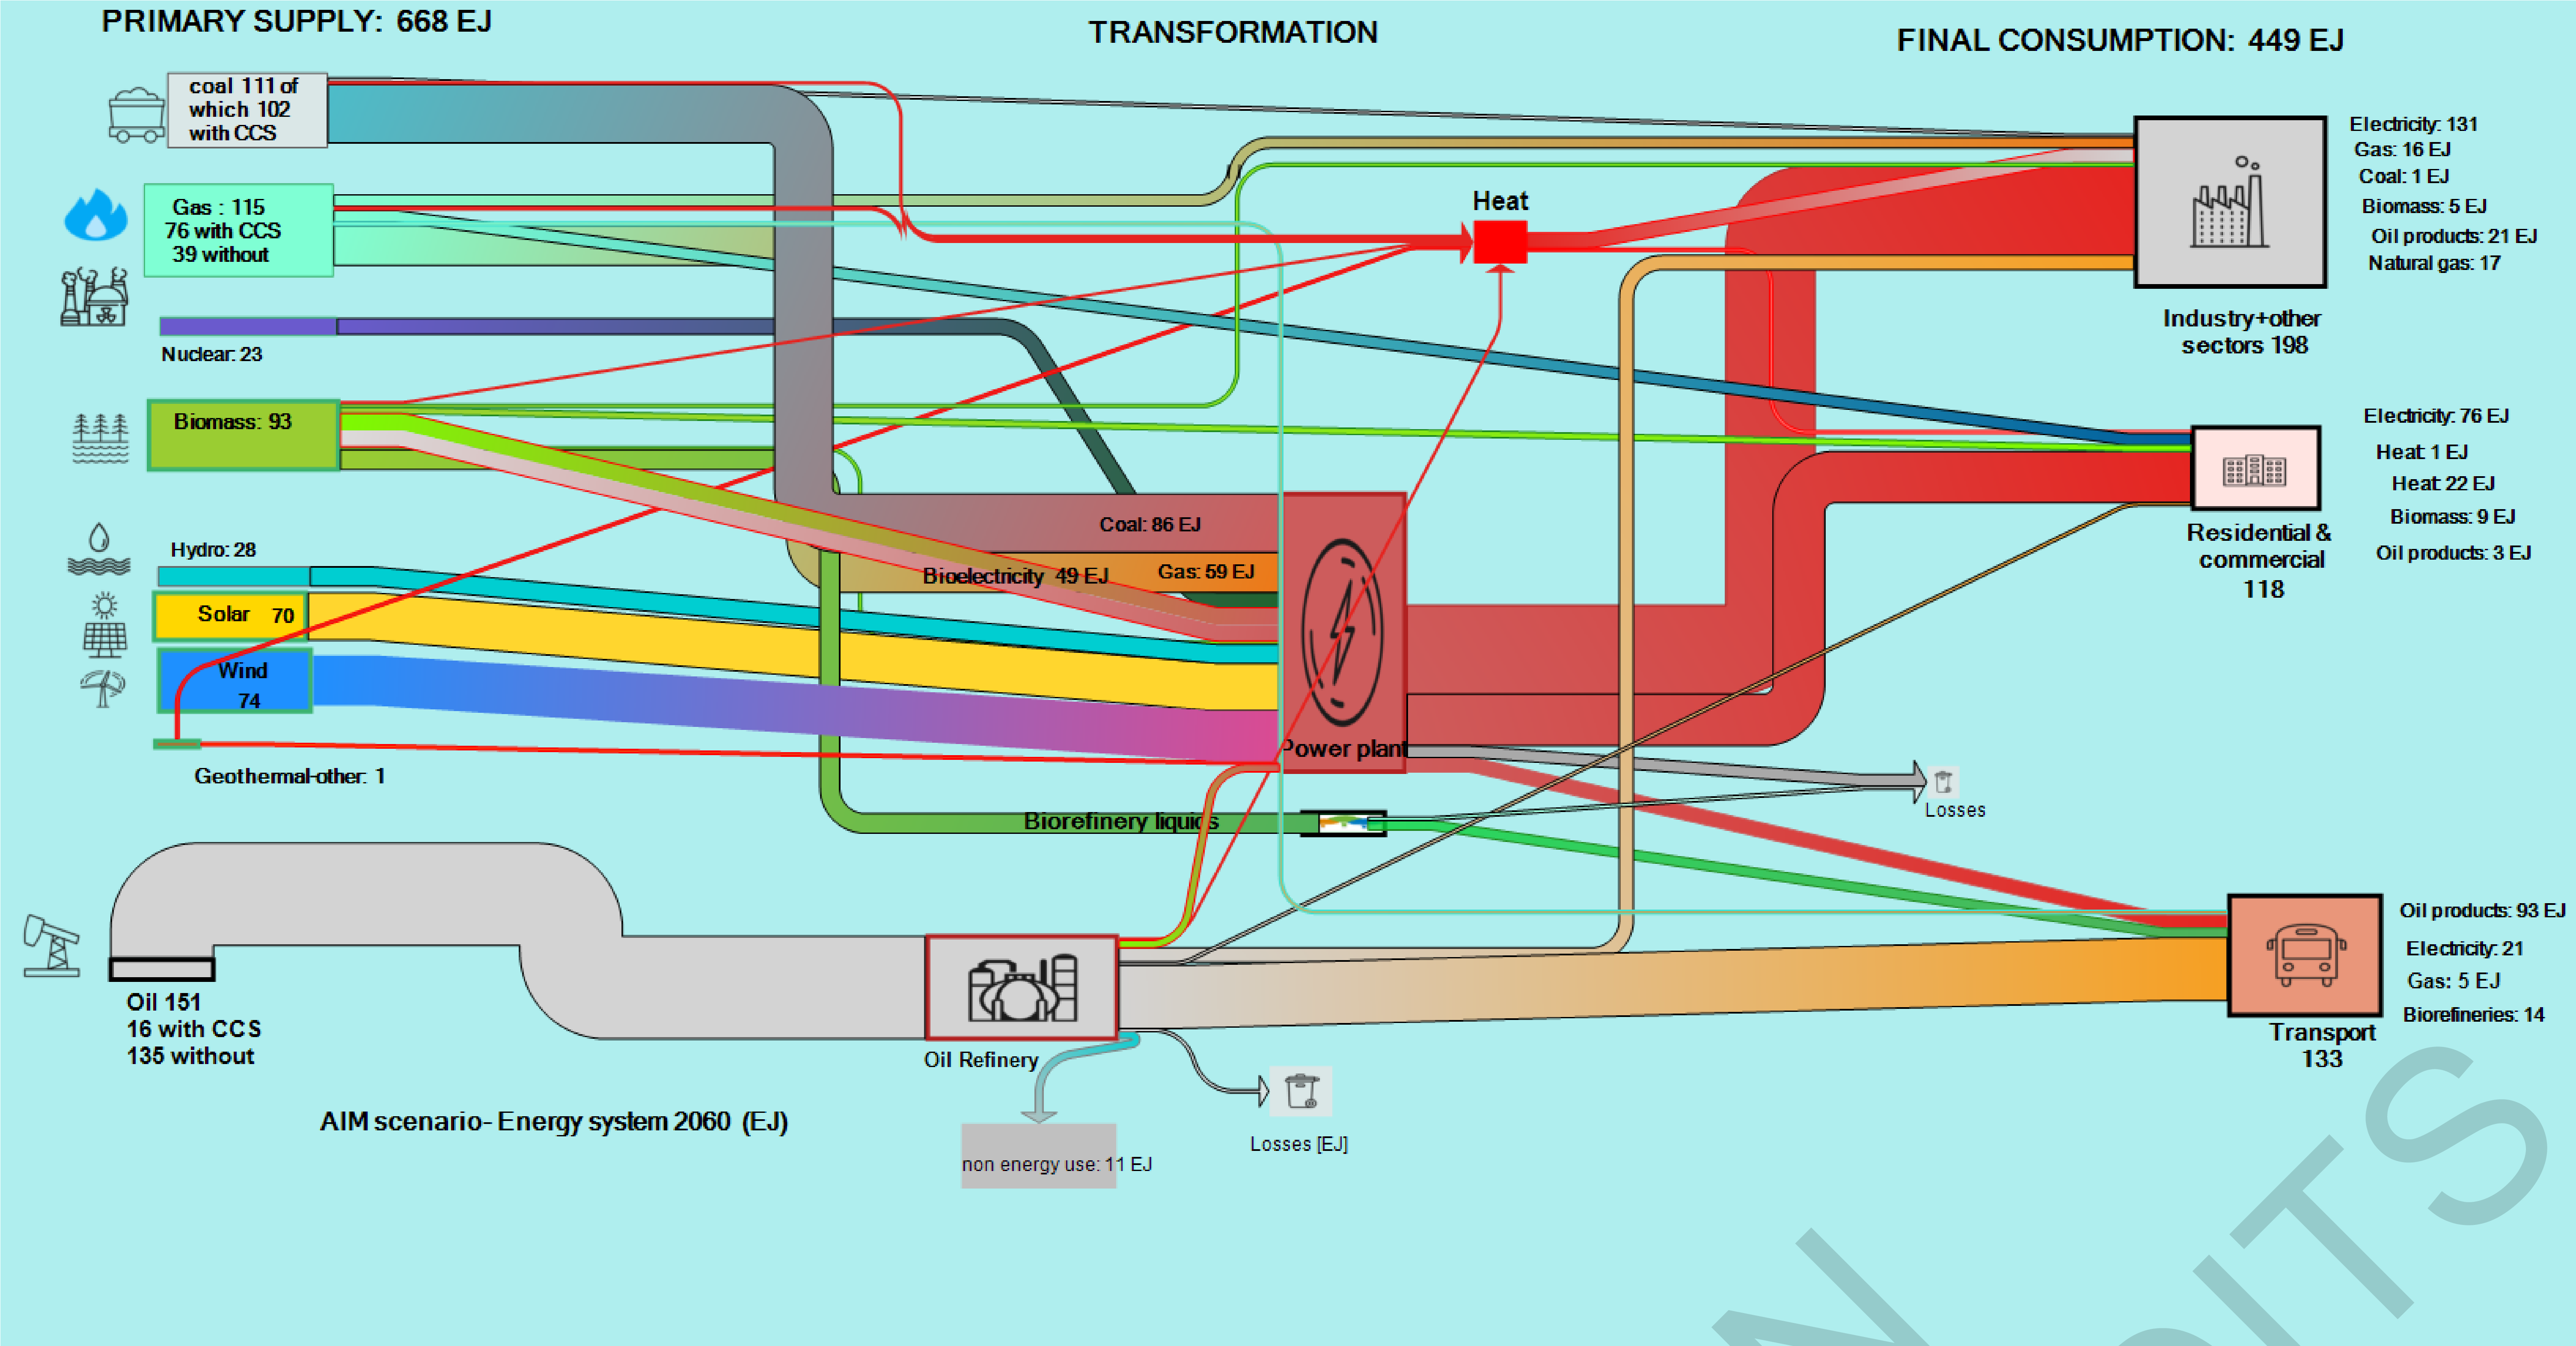 PRIMARY SUPPLY: 668 EJ
TRANSFORMATION
FINAL CONSUMPTION: 449 EJ
coal 111 of
which 102
with CCS
Gas : 115
76 with CCS
39 without
Nuclear: 23
Biomass: 93
Hydro: 28
Solar 70
Wind
74
Geothermal-other: 1
Oil 151
16 with CCS
135 without
AIM scenario- Energy system 2060 (EJ)
Heat
Coal: 86 EJ
Bioelectricity 49 EJ
Gas: 59 EJ
Power plant
Biorefinery liquids
Oil Refinery
non energy use: 11 EJ
Losses [EJ]
Losses
Electricity: 131
Gas: 16 EJ
Coal: 1 EJ
Biomass: 5 EJ
Oil products: 21 EJ
Natural gas: 17
Industry+other
sectors 198
Electricity: 76 EJ
Heat: 1 EJ
Heat: 22 EJ
Biomass: 9 EJ
Oil products: 3 EJ
Residential &
commercial
118
Oil products: 93 EJ
Electricity: 21
Gas: 5 EJ
Biorefineries: 14
Transport
133